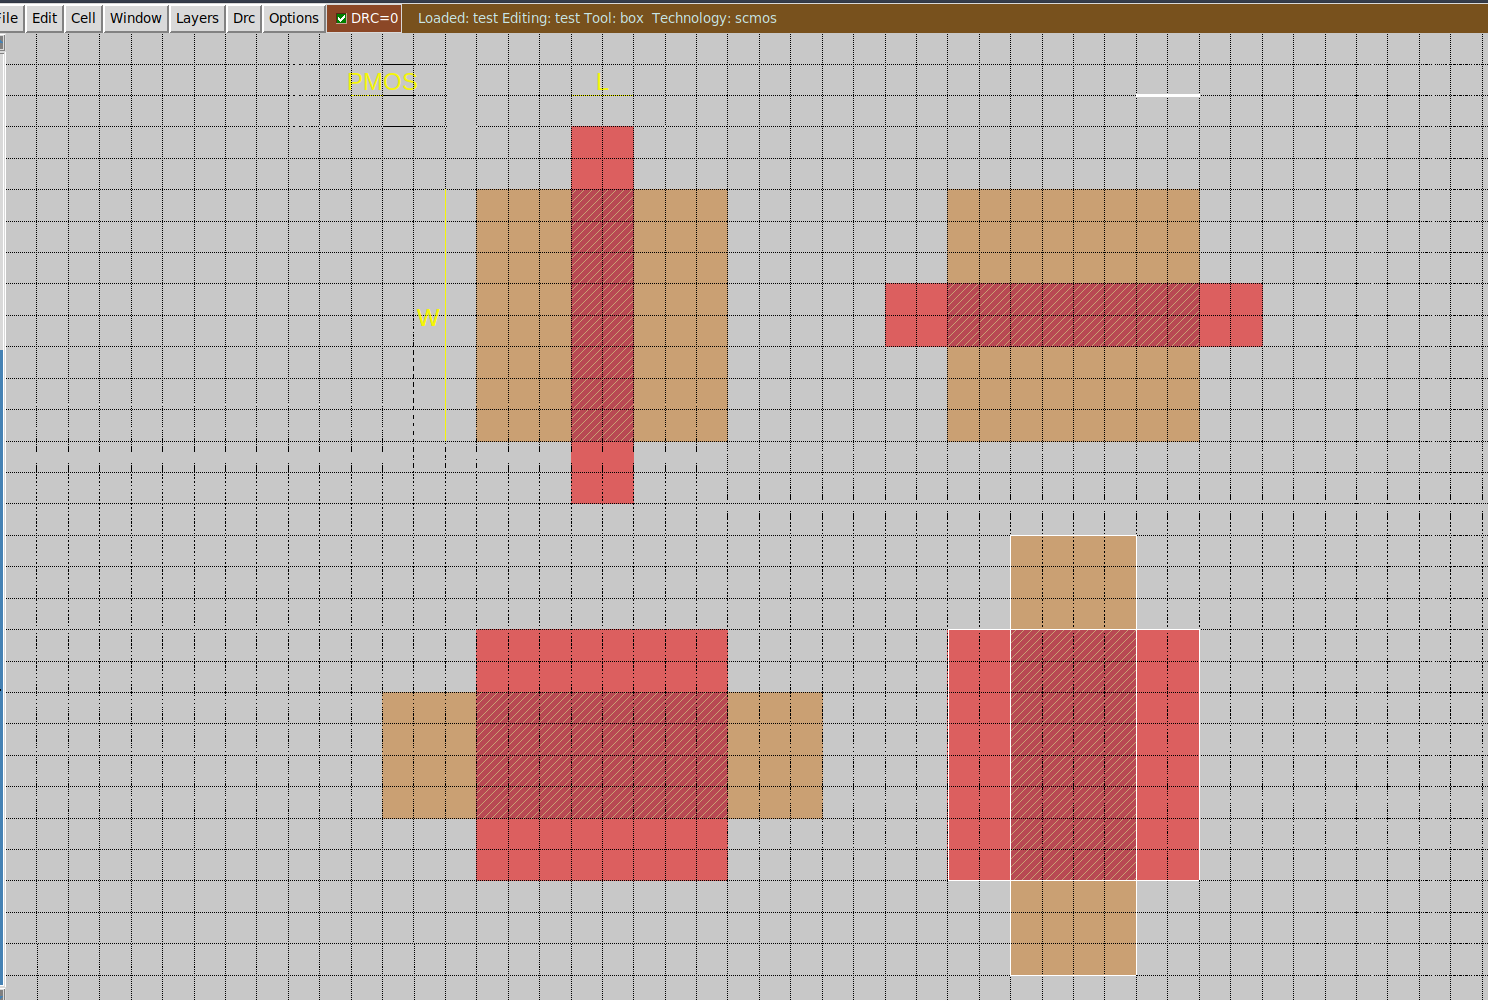 File Edit Cell Window Layers Drc Options DRC=0 Loaded: test Editing: test Tool: box Technology: scmos
PMOS L
W